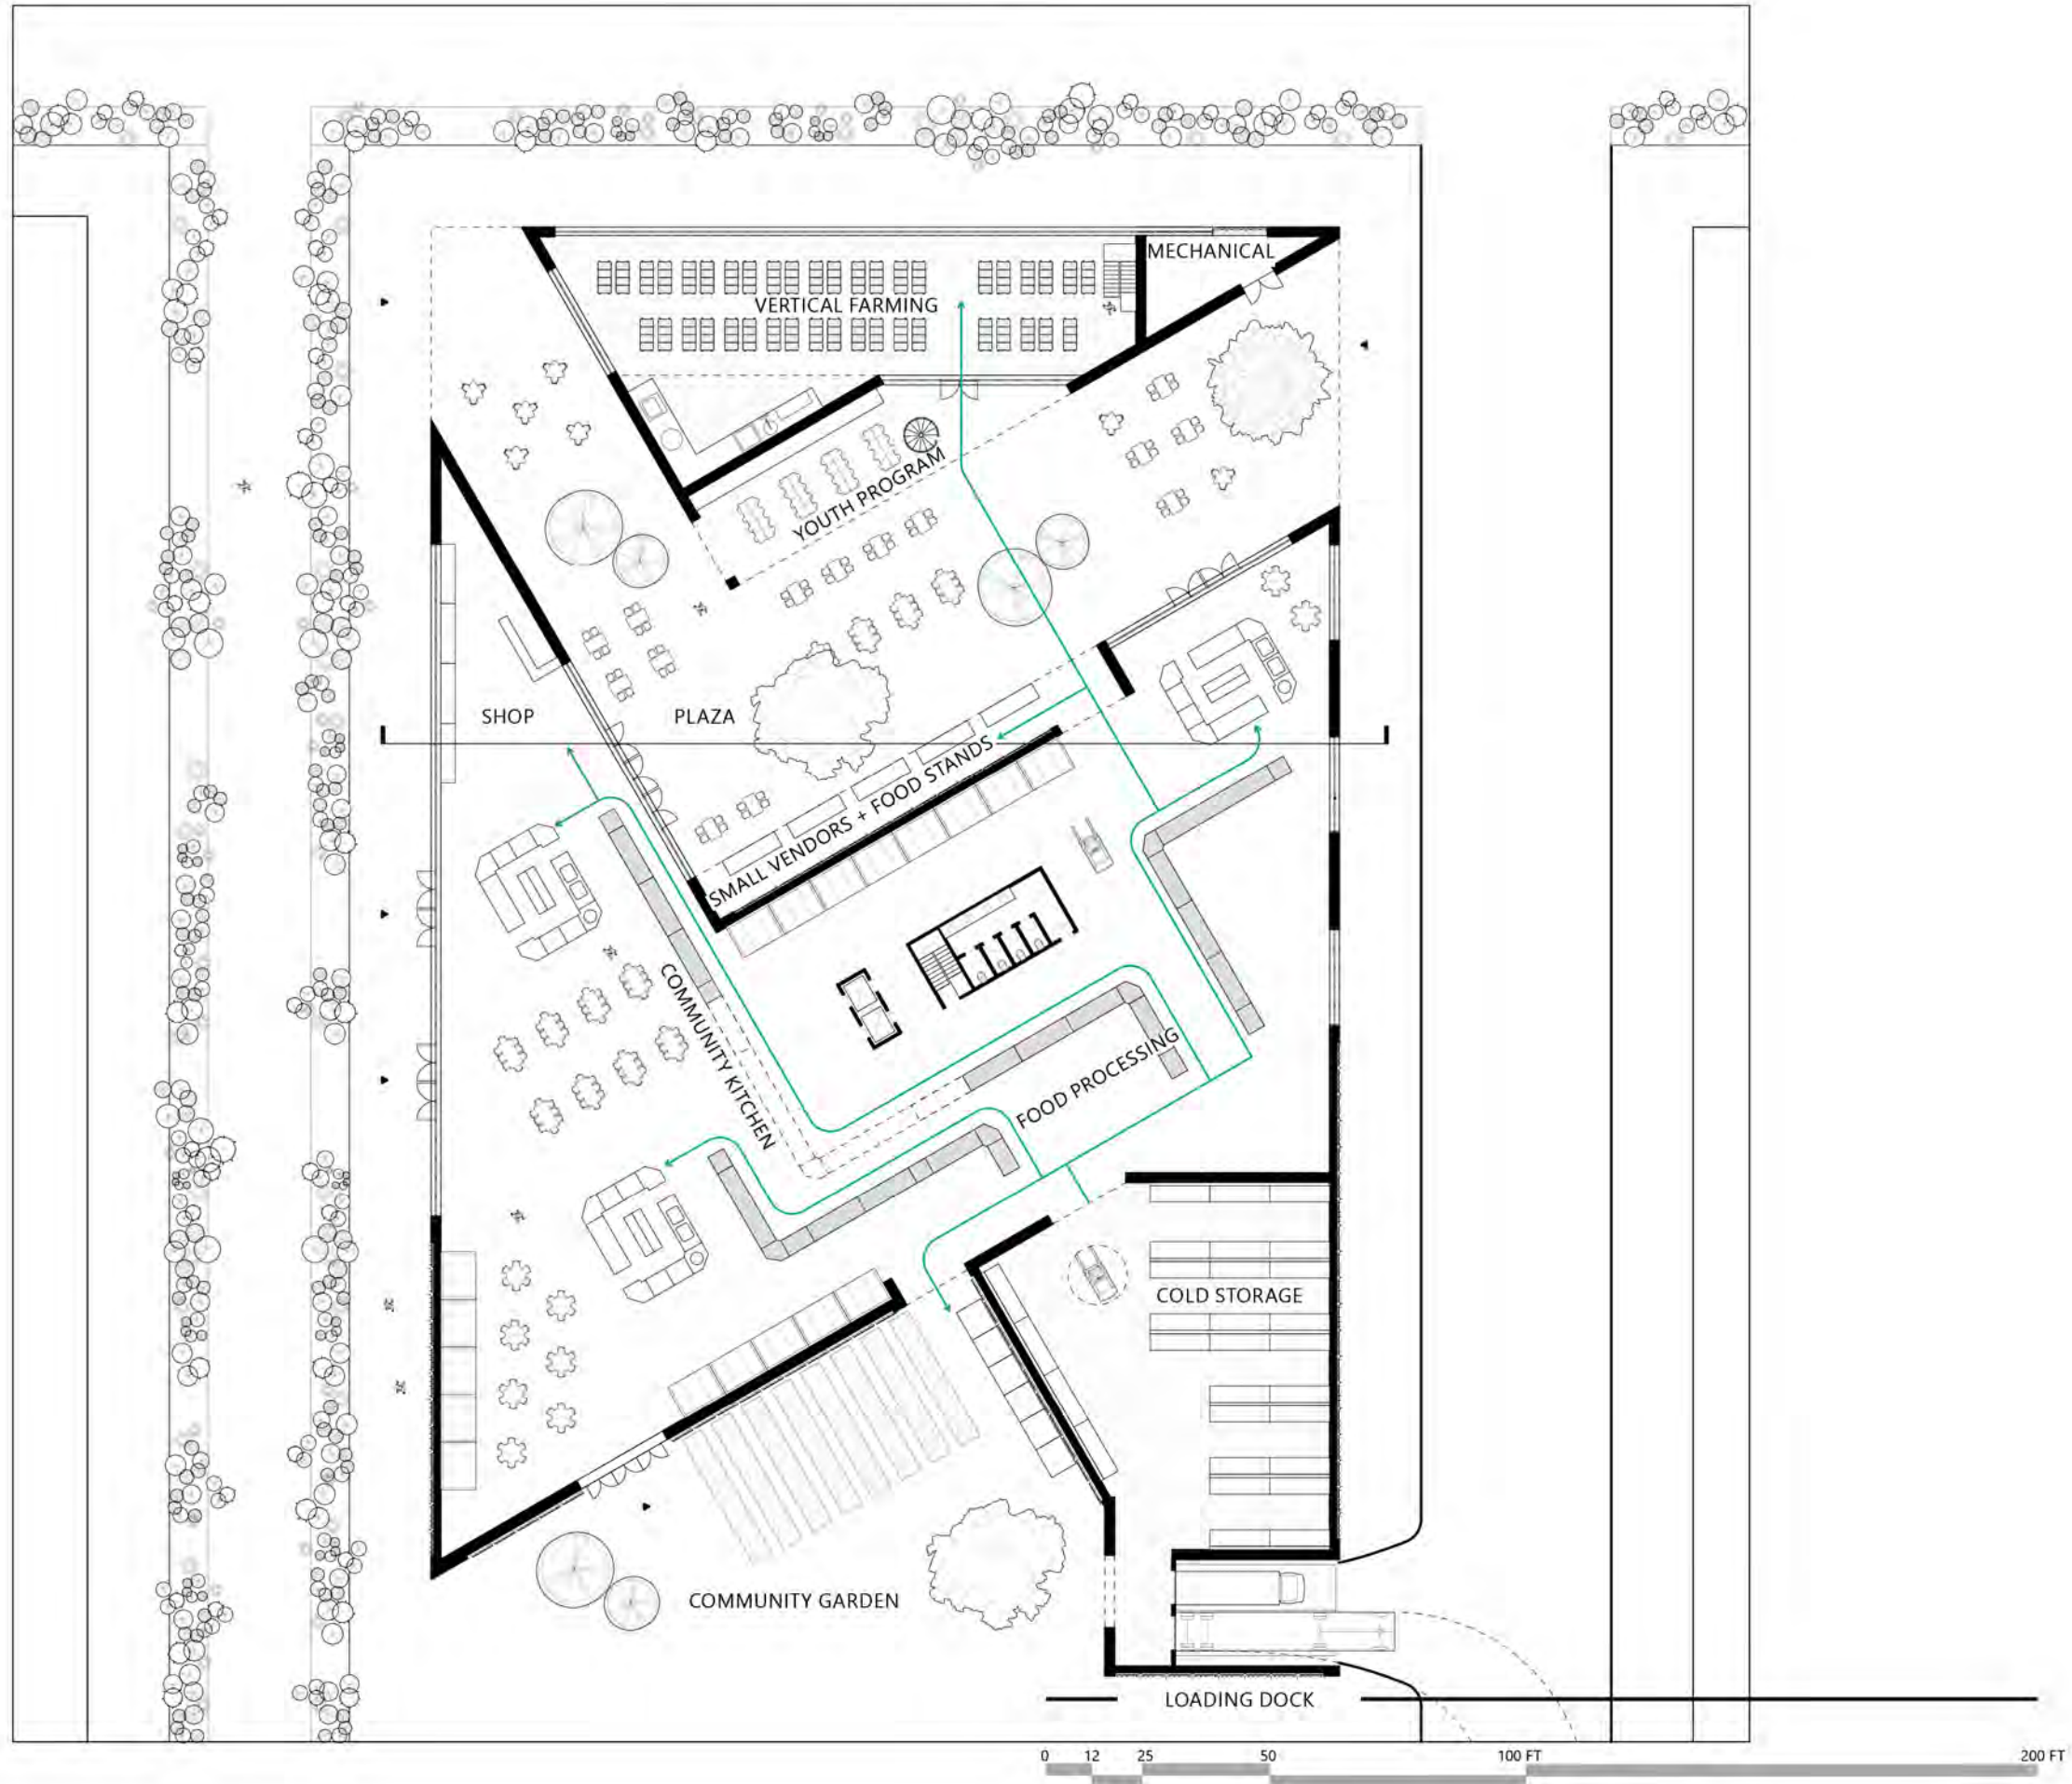 MECHANICAL
VERTICAL FARMING
YOUTH PROGRAM
SHOP
PLAZA
SMALL VENDORS + FOOD STANDS
COMMUNITY KITCHEN
FOOD PROCESSING
COLD STORAGE
COMMUNITY GARDEN
LOADING DOCK
0 12 25 50 100 FT 200 FT